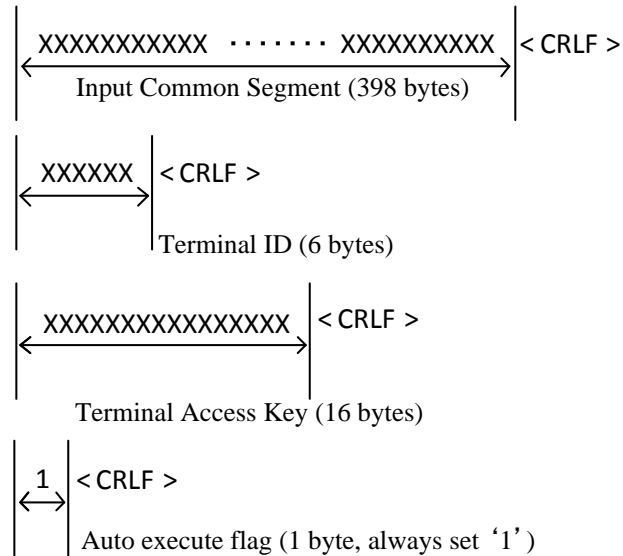 XXXXXXXXXXX ······· XXXXXXXXXX < CRLF >
Input Common Segment (398 bytes)
XXXXXX < CRLF >
Terminal ID (6 bytes)
XXXXXXXXXXXXXXXX < CRLF >
Terminal Access Key (16 bytes)
1 < CRLF >
Auto execute flag (1 byte, always set ‘1’)